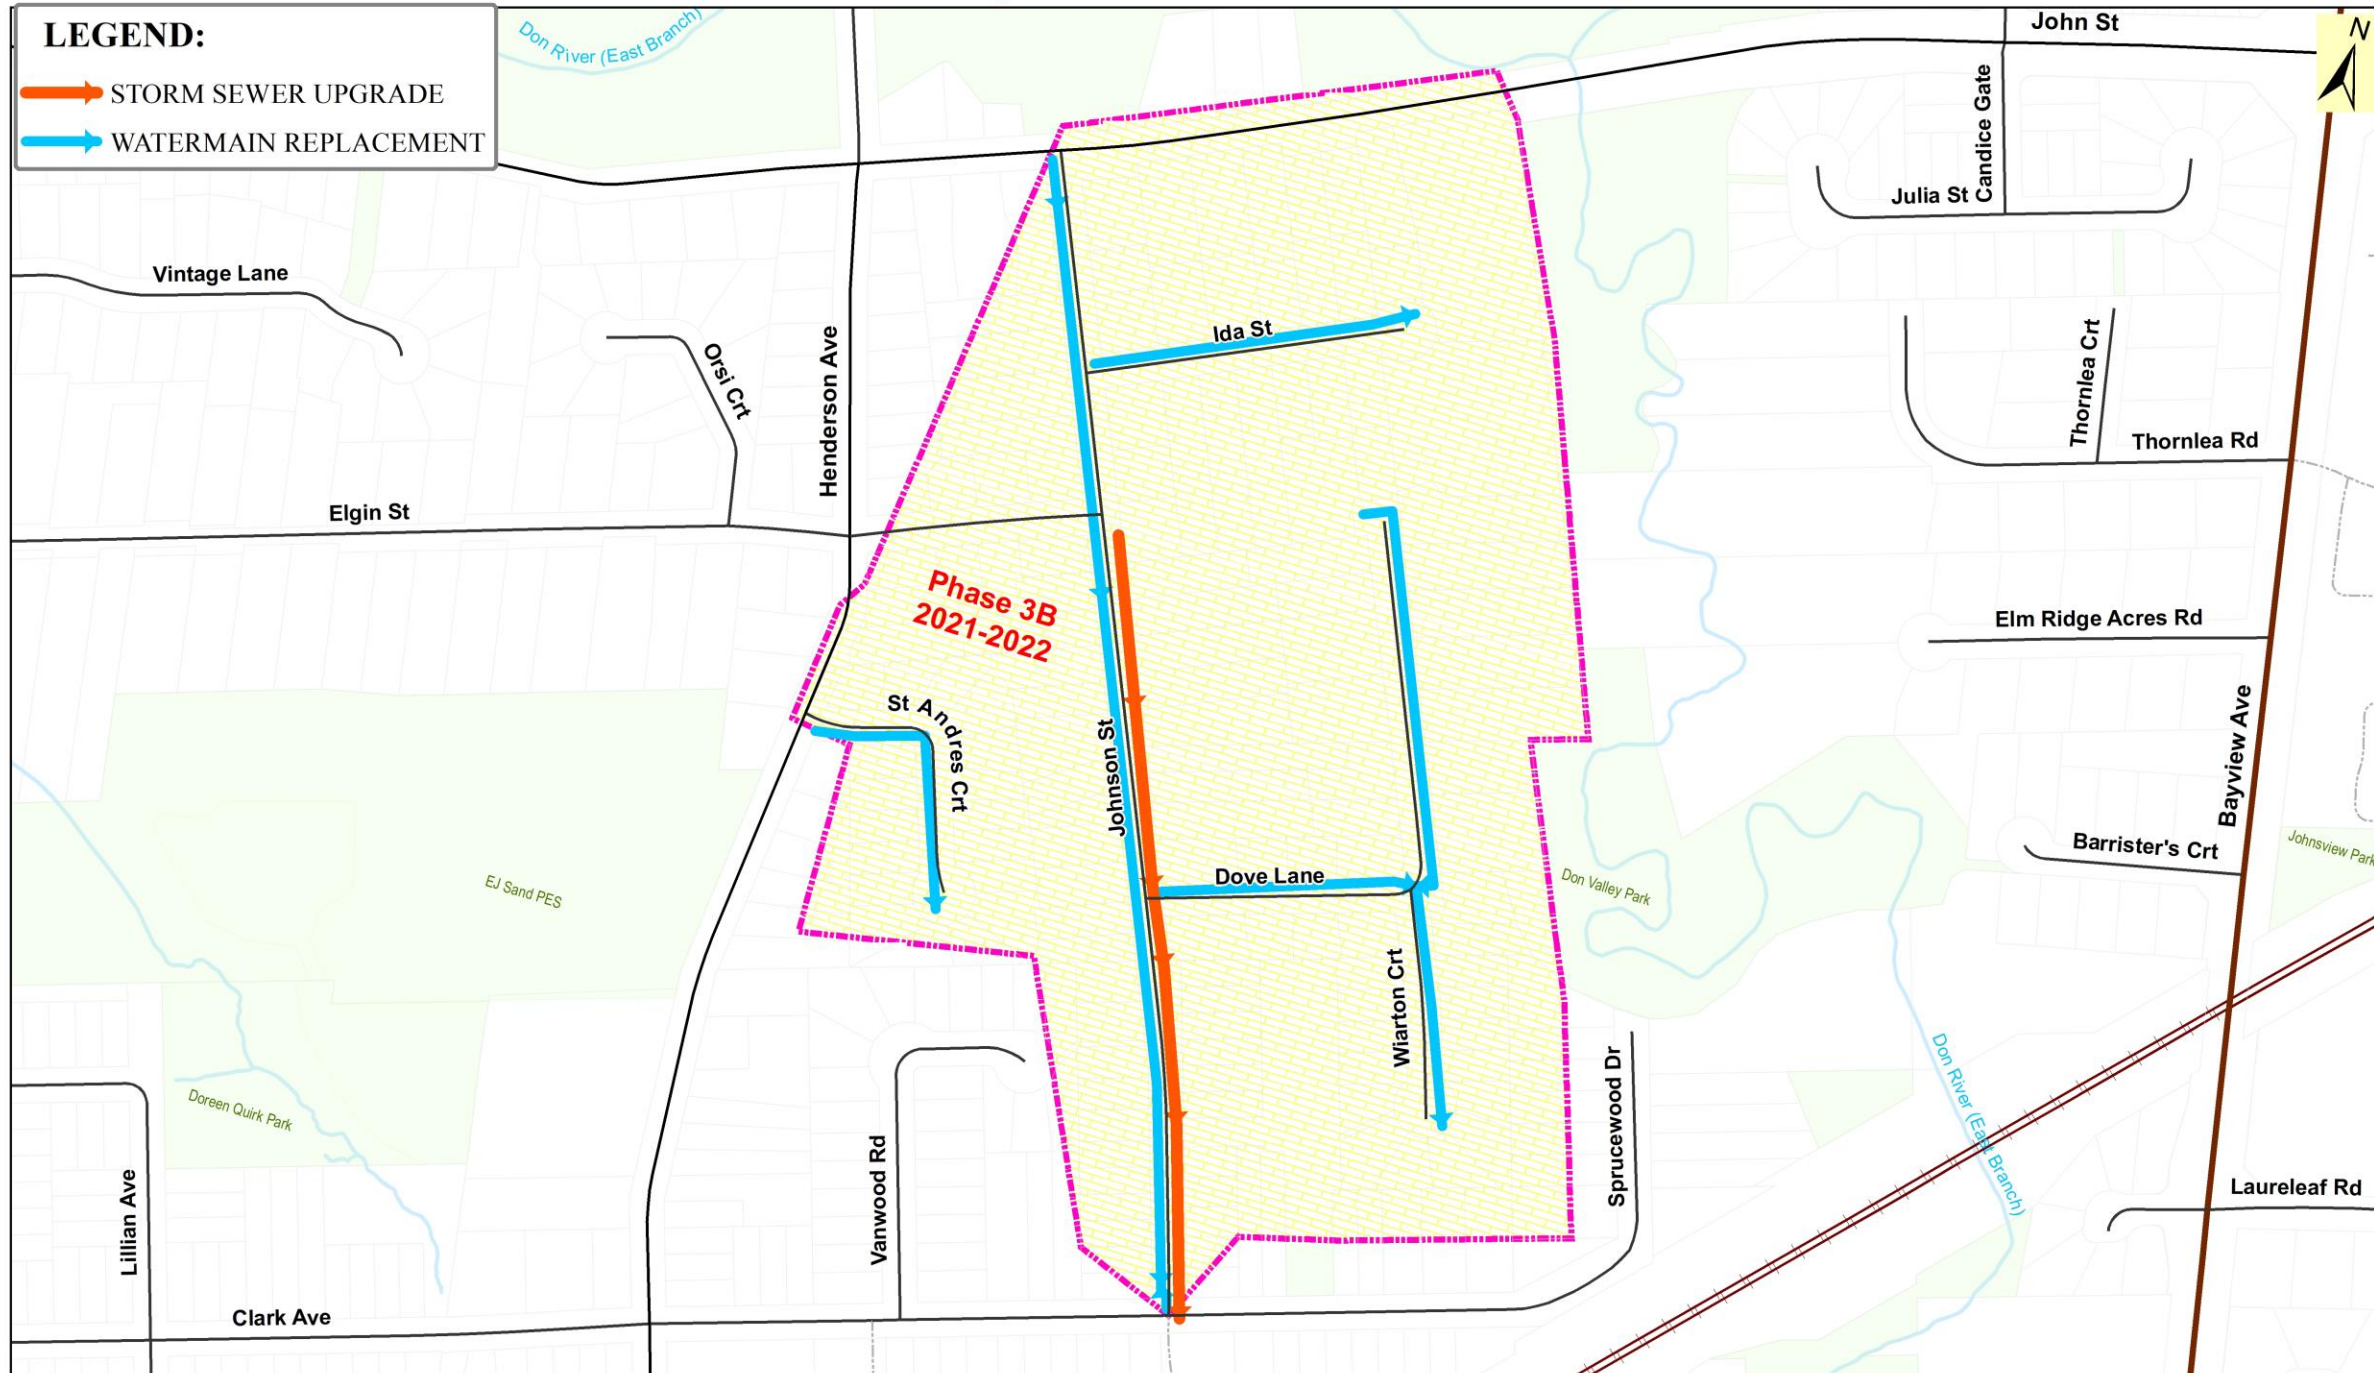 LEGEND:
STORM SEWER UPGRADE
WATERMAIN REPLACEMENT
Don River (East Branch)
John St
N
Candice Gate
Julia St
Vintage Lane
Orsi Crt
Henderson Ave
Ida St
Thornlea Crt
Thornlea Rd
Elgin St
Phase 3B
2021-2022
Elm Ridge Acres Rd
St Andres Crt
Johnson St
Bayview Ave
Barrister's Crt
Johnsview Park
EJ Sand PES
Dove Lane
Don Valley Park
Wiarton Crt
Sprucewood Dr
Don River (East Branch)
Doreen Quirk Park
Vanwood Rd
Lillian Ave
Laureleaf Rd
Clark Ave